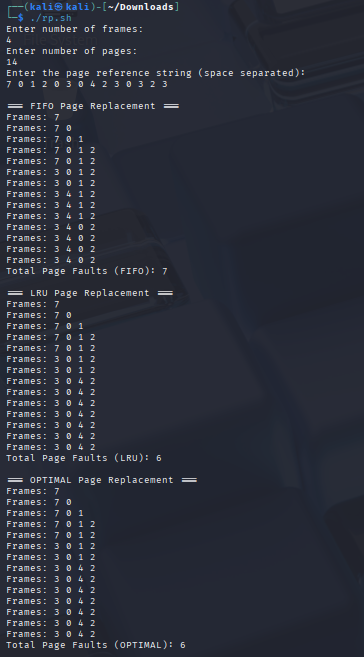 ┌──(kali㉿kali)-[~/Downloads]
└─$ ./rp.sh
Enter number of frames:
4
Enter number of pages:
14
Enter the page reference string (space separated):
7 0 1 2 0 3 0 4 2 3 0 3 2 3
=== FIFO Page Replacement ===
Frames: 7
Frames: 7 0
Frames: 7 0 1
Frames: 7 0 1 2
Frames: 7 0 1 2
Frames: 3 0 1 2
Frames: 3 0 1 2
Frames: 3 4 1 2
Frames: 3 4 1 2
Frames: 3 4 1 2
Frames: 3 4 0 2
Frames: 3 4 0 2
Frames: 3 4 0 2
Frames: 3 4 0 2
Total Page Faults (FIFO): 7
=== LRU Page Replacement ===
Frames: 7
Frames: 7 0
Frames: 7 0 1
Frames: 7 0 1 2
Frames: 7 0 1 2
Frames: 3 0 1 2
Frames: 3 0 1 2
Frames: 3 0 4 2
Frames: 3 0 4 2
Frames: 3 0 4 2
Frames: 3 0 4 2
Frames: 3 0 4 2
Frames: 3 0 4 2
Frames: 3 0 4 2
Total Page Faults (LRU): 6
=== OPTIMAL Page Replacement ===
Frames: 7
Frames: 7 0
Frames: 7 0 1
Frames: 7 0 1 2
Frames: 7 0 1 2
Frames: 3 0 1 2
Frames: 3 0 1 2
Frames: 3 0 4 2
Frames: 3 0 4 2
Frames: 3 0 4 2
Frames: 3 0 4 2
Frames: 3 0 4 2
Frames: 3 0 4 2
Frames: 3 0 4 2
Total Page Faults (OPTIMAL): 6